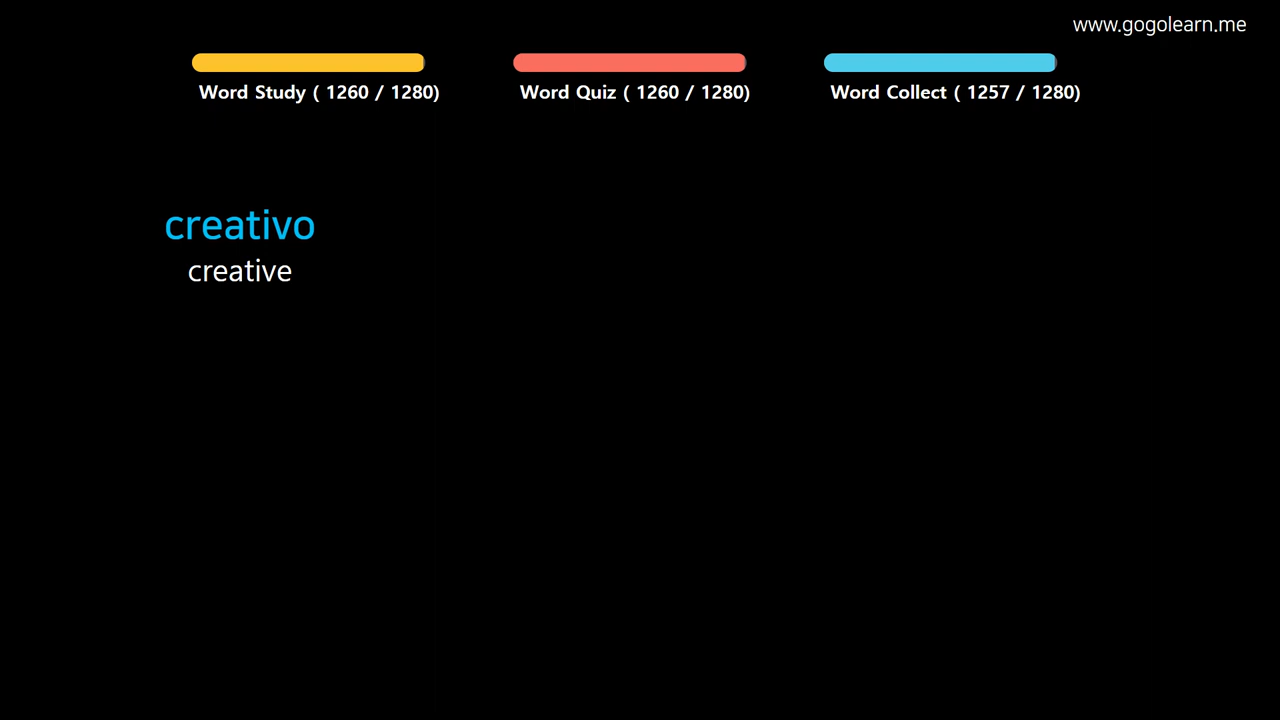 www.gogolearn.me
Word Study ( 1260 / 1280)
Word Quiz ( 1260 / 1280)
Word Collect ( 1257 / 1280)
creativo
creative